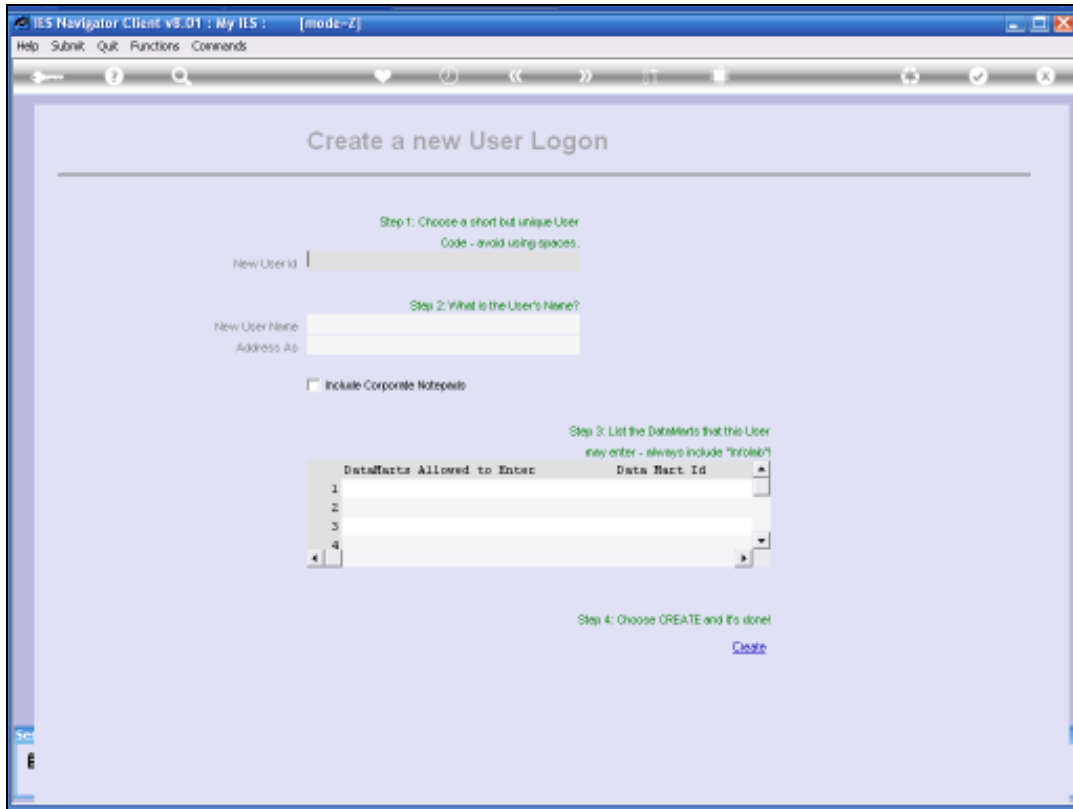 IES Navigator Client v8.01 : My IES : [mode-Z]
Help Submit Quit Functions Commands
Create a new User Logon
Step 1: Choose a short but unique User
Code - avoid using spaces.
New User Id
Step 2: What is the User's Name?
New User Name
Address As
Include Corporate Notepads
Step 3: List the DataMarts that this User
may enter - always include "infolab"!
DataMarts Allowed to Enter Data Mart Id
1
2
3
4
Step 4: Choose CREATE and it's done!
Create